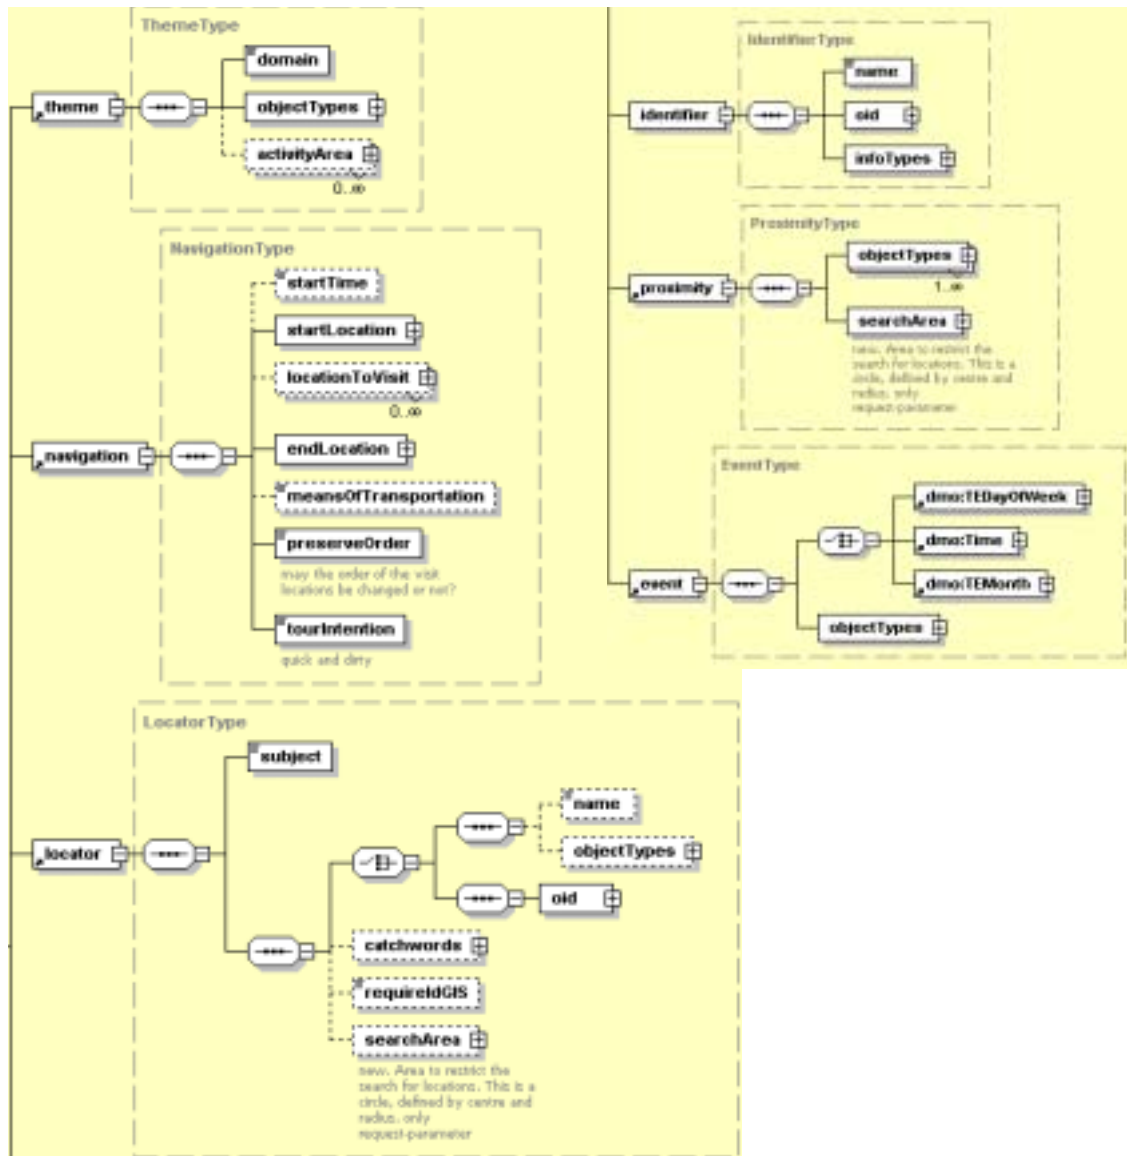 ThemeType
domain
theme
objectTypes
activityArea
0..∞
NavigationType
startTime
startLocation
locationToVisit
0..∞
navigation
endLocation
meansOfTransportation
preserveOrder
may the order of the visit
locations be changed or not?
tourIntention
quick and dirty
LocatorType
subject
name
objectTypes
locator
oid
catchwords
requireIdGIS
searchArea
new. Area to restrict the
search for locations. This is a
circle, defined by centre and
radius. only
request-parameter
IdentifierType
name
identifier
oid
infoTypes
ProximityType
objectTypes
1..∞
proximity
searchArea
new. Area to restrict the
search for locations. This is a
circle, defined by centre and
radius. only
request-parameter
EventType
dmo:TEDayOfWeek
dmo:Time
event
dmo:TEMonth
objectTypes